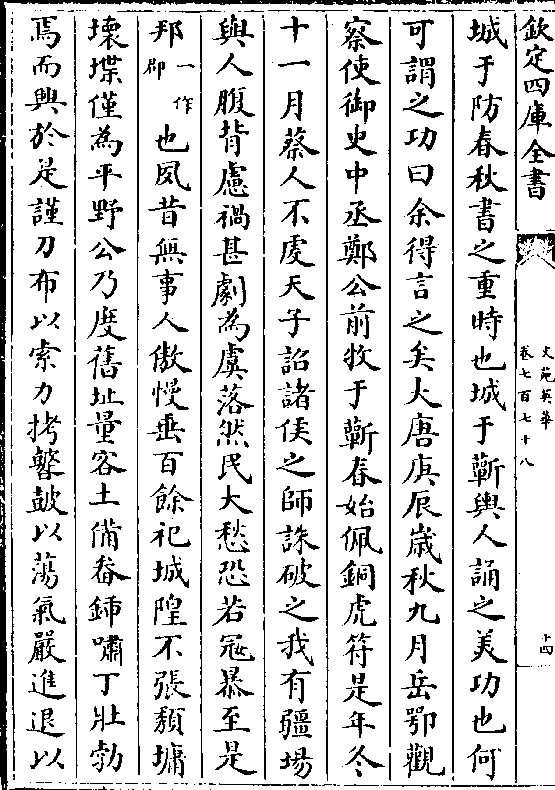 欽定四庫全書
文苑英華
卷七百七十八
十四
城于防春秋書之重時也城于蘄輿人誦之美功也何
可謂之功曰余得言之矣大唐庚辰歳秋九月岳鄂觀
察使御史中丞鄭公前牧于蘄春始佩銅虎符是年冬
十一月蔡人不䖍天子詔諸侯之師誅破之我有疆埸
與人腹背慮禍甚劇為虞落然民大愁恐若冦暴至是
邦一作郡也夙昔無事人傲慢垂百餘祀城隍不張頽墉
壊堞僅為平野公乃度舊址量客土備畚鍤嘯丁壯勃
焉而興於是謹刀布以索力拷鼛鼓以蕩氣嚴進退以